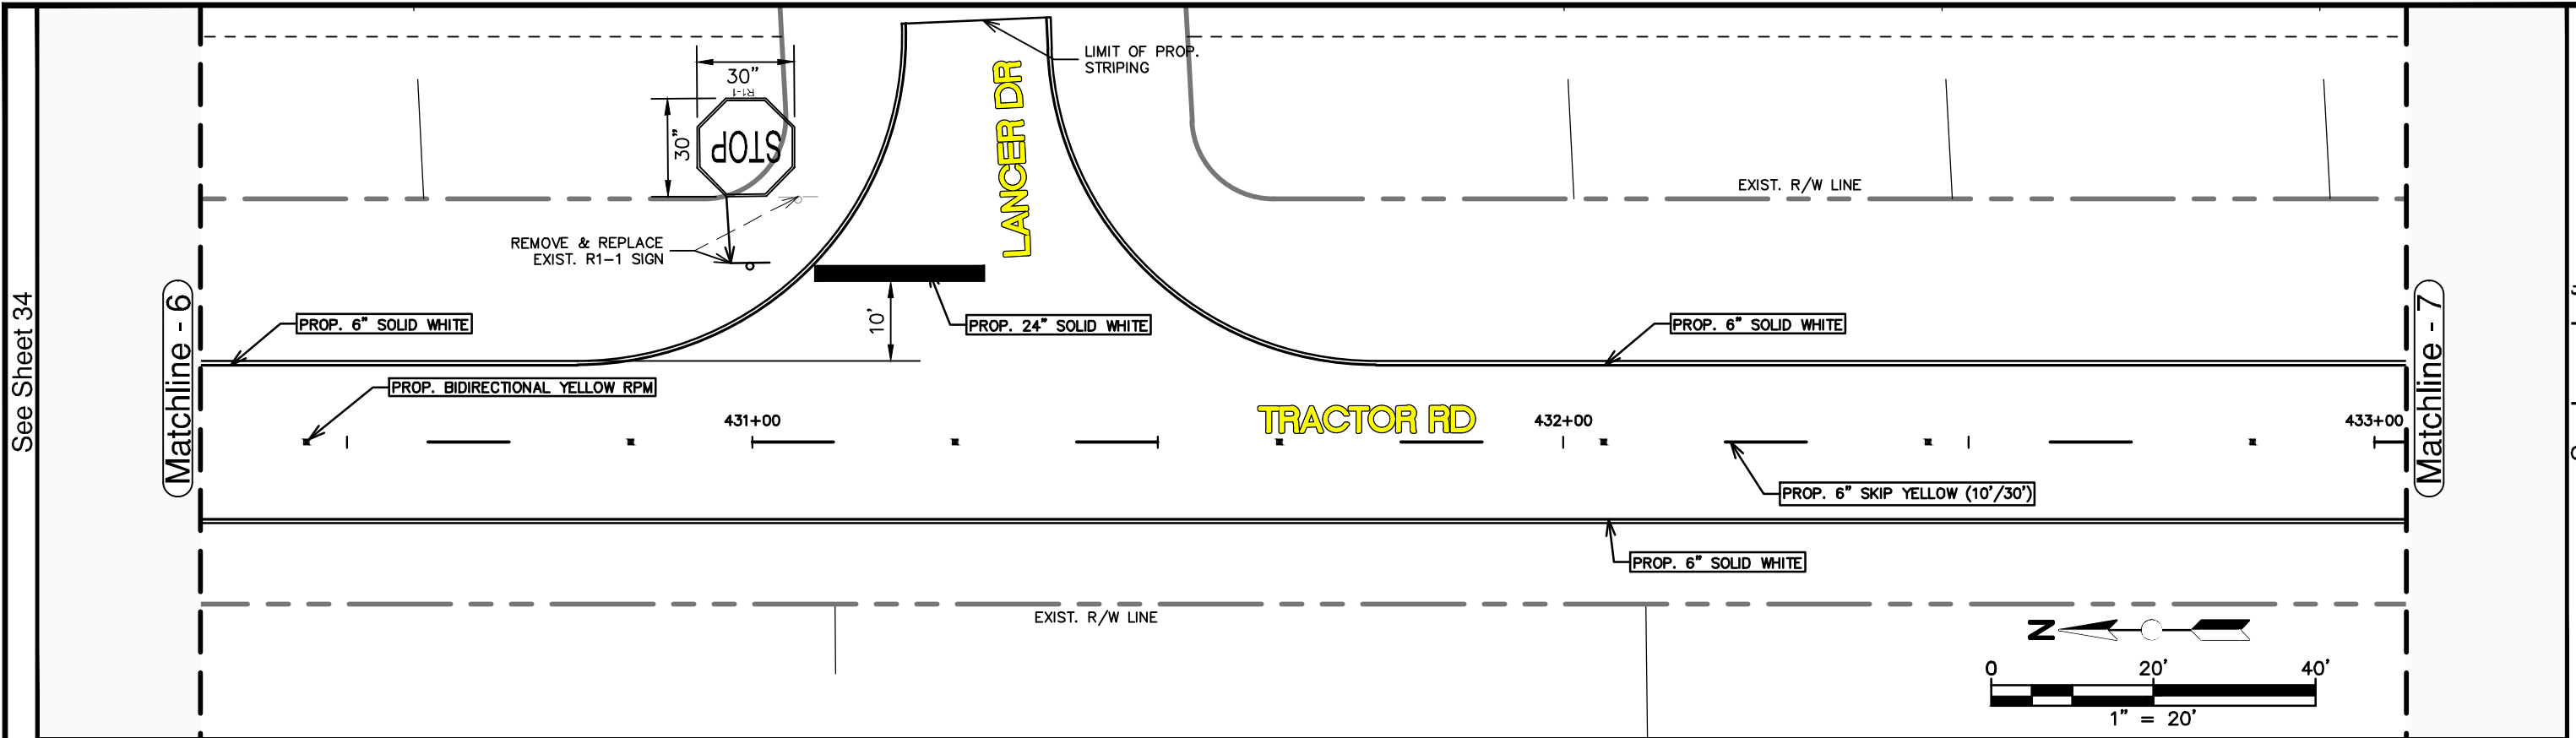 LIMIT OF PROP.
STRIPING
30"
R1-1
30"
STOP
LANCER DR
EXIST. R/W LINE
REMOVE & REPLACE
EXIST. R1-1 SIGN
See Sheet 34
Matchline - 6
PROP. 6" SOLID WHITE
10'
PROP. 24" SOLID WHITE
PROP. 6" SOLID WHITE
Matchline - 7
PROP. BIDIRECTIONAL YELLOW RPM
431+00
TRACTOR RD
432+00
433+00
PROP. 6" SKIP YELLOW (10'/30')
PROP. 6" SOLID WHITE
EXIST. R/W LINE
N
0 20' 40'
1" = 20'